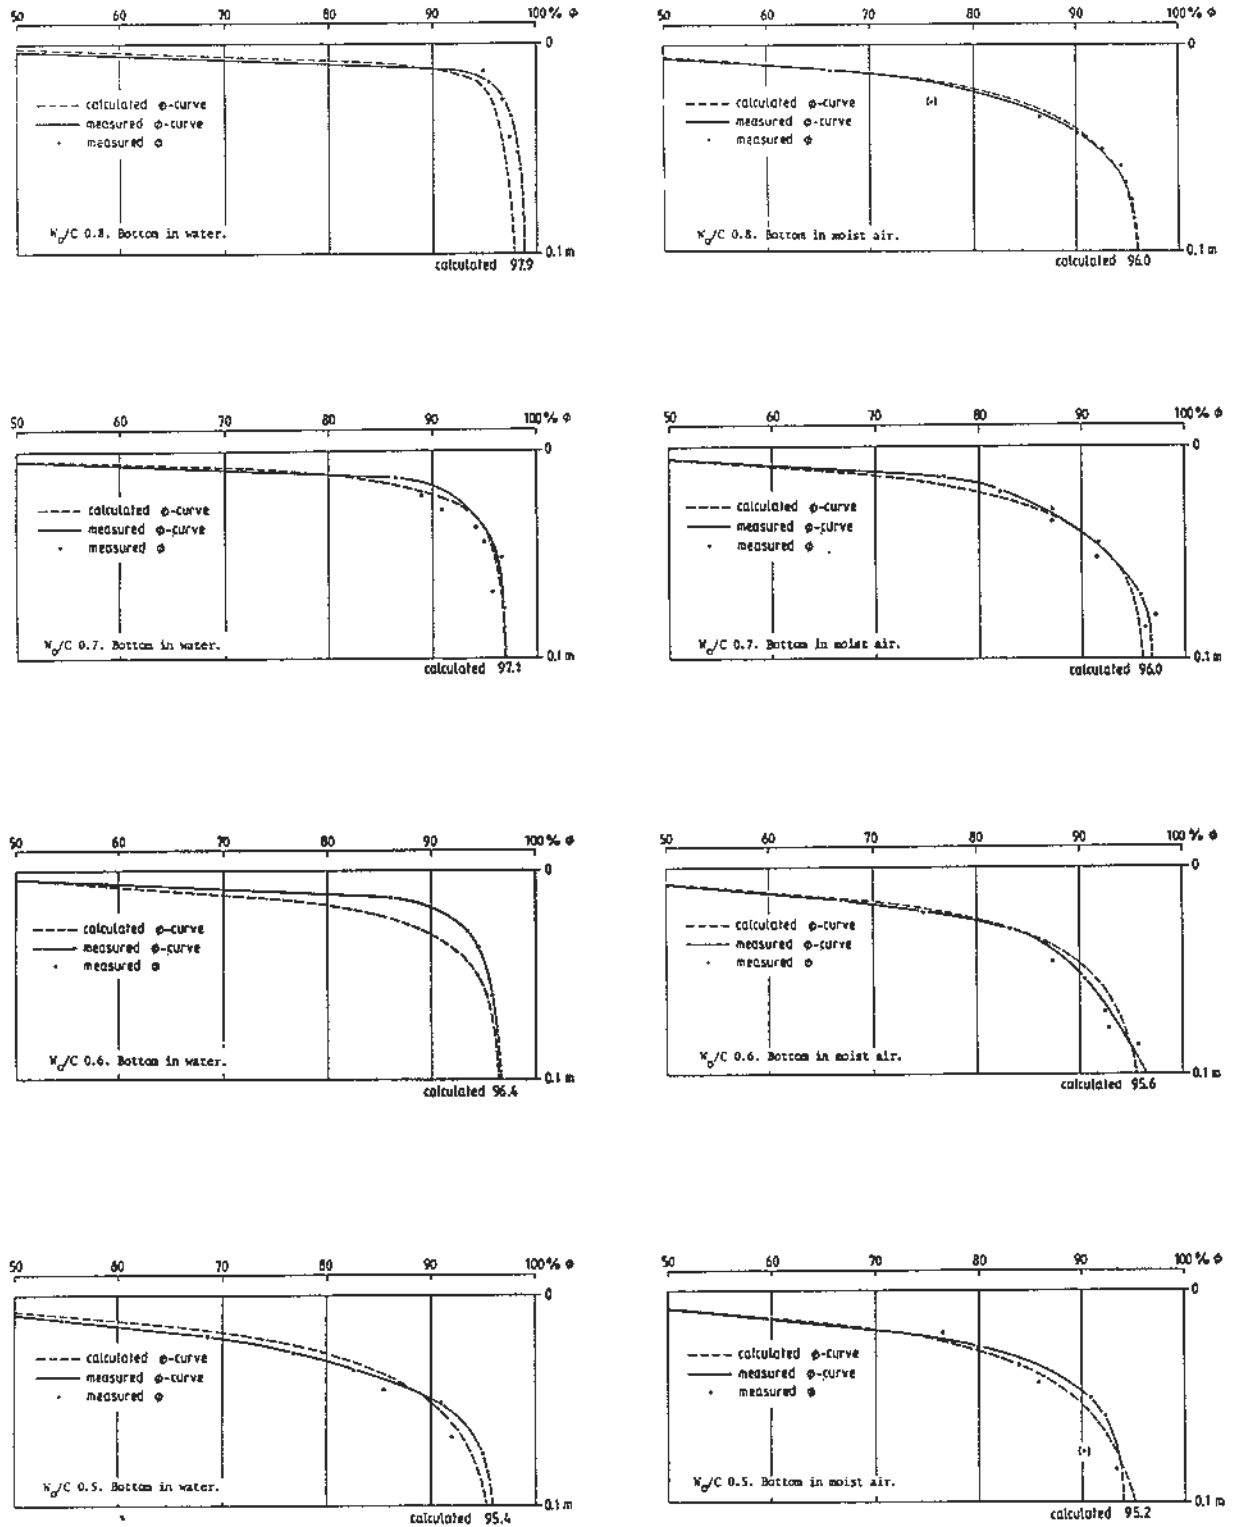 50 60 70 80 90 100 % φ
0
calculated φ-curve
measured φ-curve
measured φ
W₀/C 0.8. Bottom in water.
0.1 m
calculated 97.9
50 60 70 80 90 100 % φ
0
calculated φ-curve
measured φ-curve
measured φ
W₀/C 0.8. Bottom in moist air.
0.1 m
calculated 96.0
50 60 70 80 90 100 % φ
0
calculated φ-curve
measured φ-curve
measured φ
W₀/C 0.7. Bottom in water.
0.1 m
calculated 97.1
50 60 70 80 90 100 % φ
0
calculated φ-curve
measured φ-curve
measured φ
W₀/C 0.7. Bottom in moist air.
0.1 m
calculated 96.0
50 60 70 80 90 100 % φ
0
calculated φ-curve
measured φ-curve
measured φ
W₀/C 0.6. Bottom in water.
0.1 m
calculated 96.4
50 60 70 80 90 100 % φ
0
calculated φ-curve
measured φ-curve
measured φ
W₀/C 0.6. Bottom in moist air.
0.1 m
calculated 95.6
50 60 70 80 90 100 % φ
0
calculated φ-curve
measured φ-curve
measured φ
W₀/C 0.5. Bottom in water.
0.1 m
calculated 95.4
50 60 70 80 90 100 % φ
0
calculated φ-curve
measured φ-curve
measured φ
W₀/C 0.5. Bottom in moist air.
0.1 m
calculated 95.2